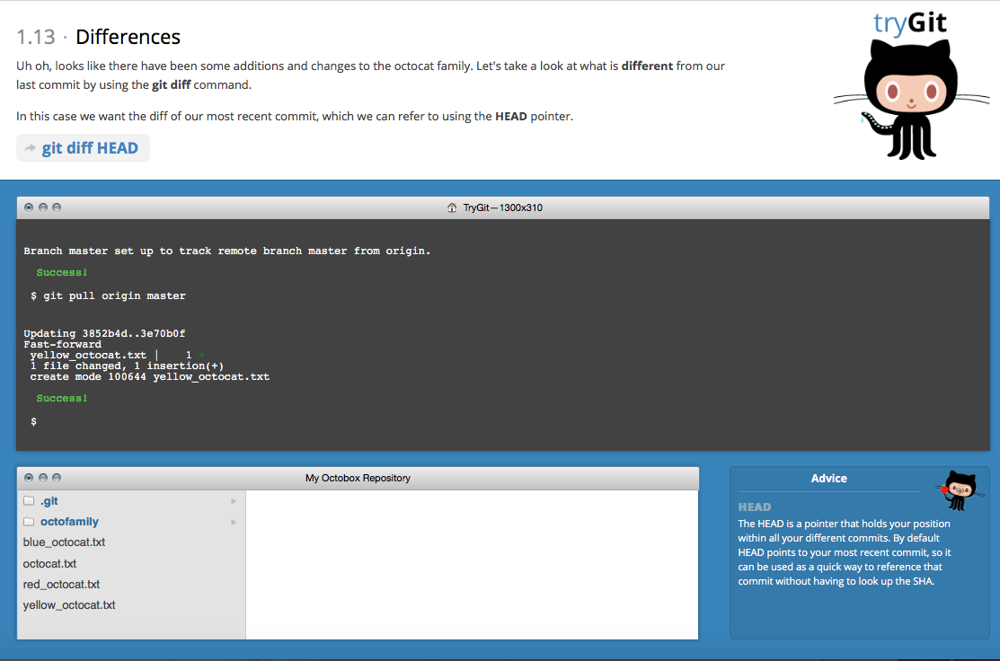 tryGit
1.13 · Differences
Uh oh, looks like there have been some additions and changes to the octocat family. Let's take a look at what is different from our
last commit by using the git diff command.
In this case we want the diff of our most recent commit, which we can refer to using the HEAD pointer.
git diff HEAD
TryGit—1300x310
Branch master set up to track remote branch master from origin.
Success!
$ git pull origin master
Updating 3852b4d..3e70b0f
Fast-forward
yellow_octocat.txt |    1 +
1 file changed, 1 insertion(+)
create mode 100644 yellow_octocat.txt
Success!
$
My Octobox Repository
.git
octofamily
blue_octocat.txt
octocat.txt
red_octocat.txt
yellow_octocat.txt
Advice
HEAD
The HEAD is a pointer that holds your position
within all your different commits. By default
HEAD points to your most recent commit, so it
can be used as a quick way to reference that
commit without having to look up the SHA.